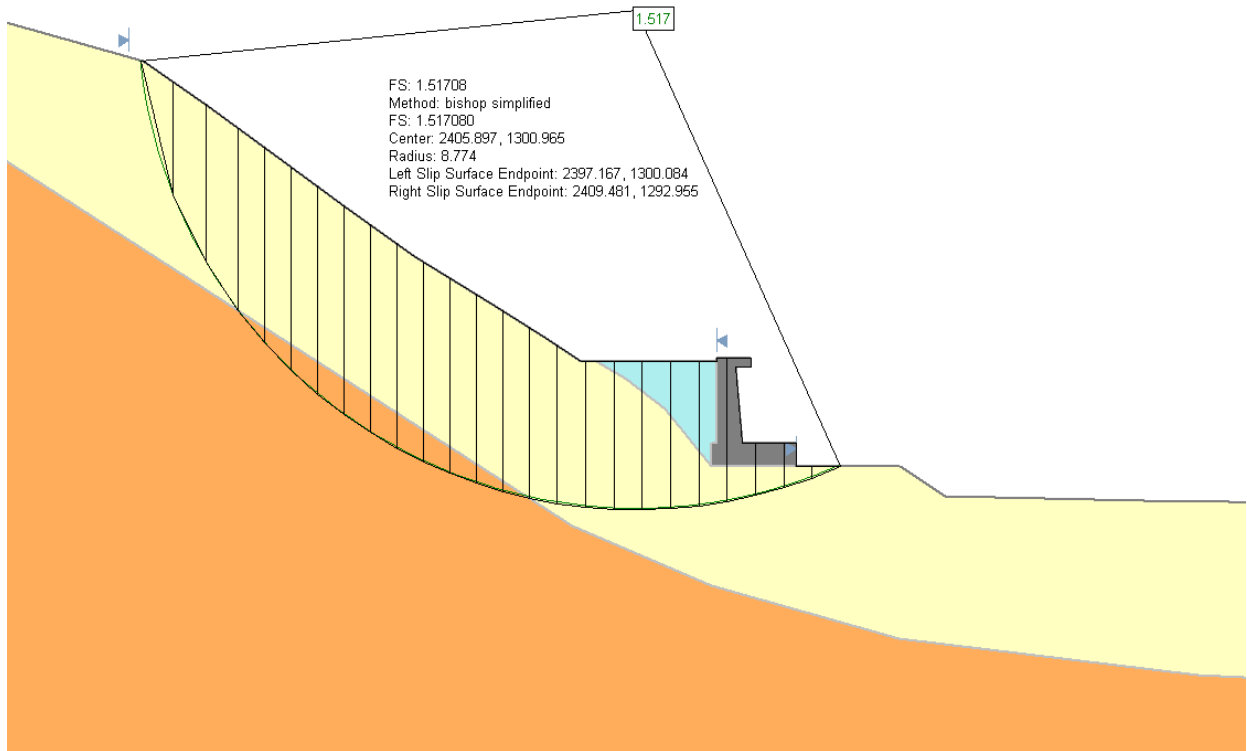 1.517
FS: 1.51708
Method: bishop simplified
FS: 1.517080
Center: 2405.897, 1300.965
Radius: 8.774
Left Slip Surface Endpoint: 2397.167, 1300.084
Right Slip Surface Endpoint: 2409.481, 1292.955